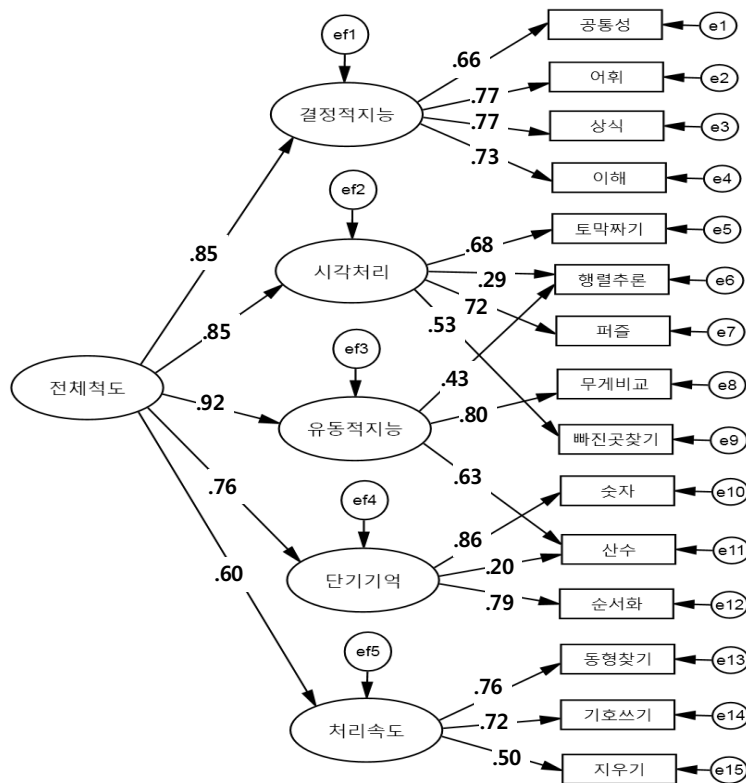 ef1
공통성
e1
.66
어휘
e2
.77
결정적지능
.77
상식
e3
.73
이해
e4
ef2
토막짜기
e5
.68
.85
시각처리
.29
행렬추론
e6
72
퍼즐
e7
.53
.85
ef3
.43
무게비교
e8
전체척도
.92
.80
유동적지능
빠진곳찾기
e9
.63
.76
ef4
숫자
e10
.86
산수
e11
.20
단기기억
.60
.79
순서화
e12
ef5
동형찾기
e13
.76
처리속도
.72
기호쓰기
e14
.50
지우기
e15